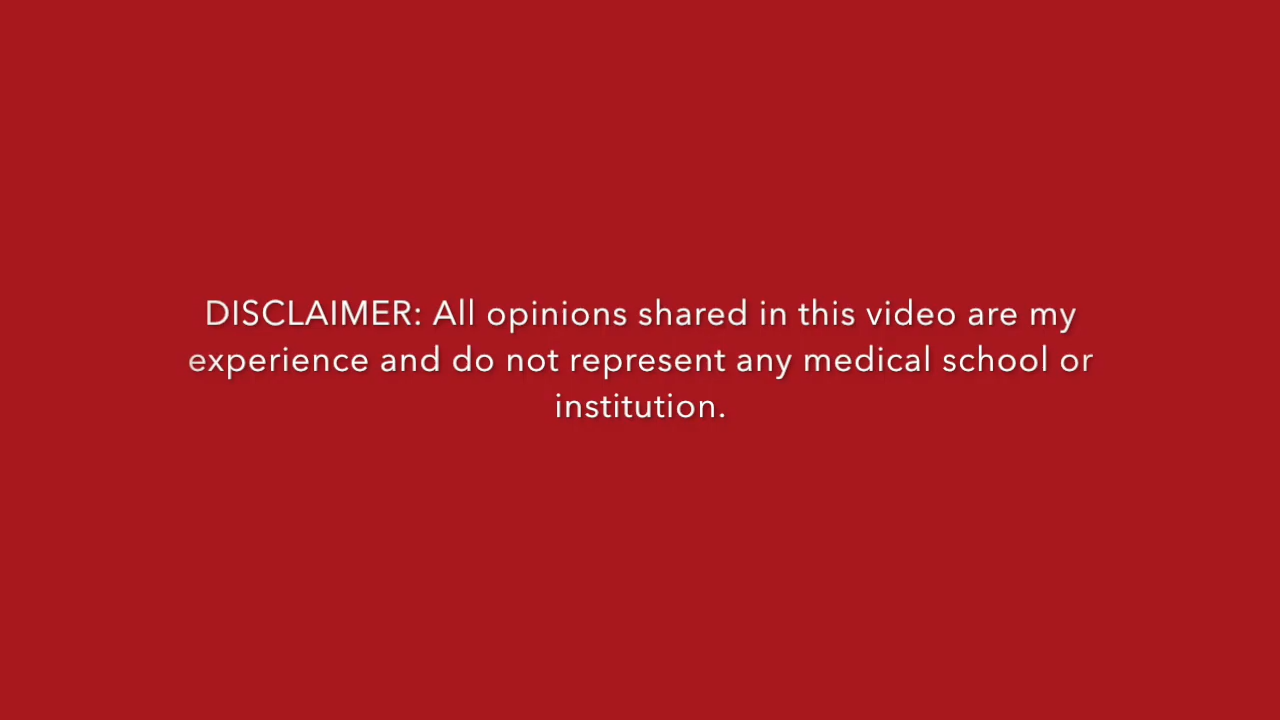 DISCLAIMER: All opinions shared in this video are my
experience and do not represent any medical school or
institution.